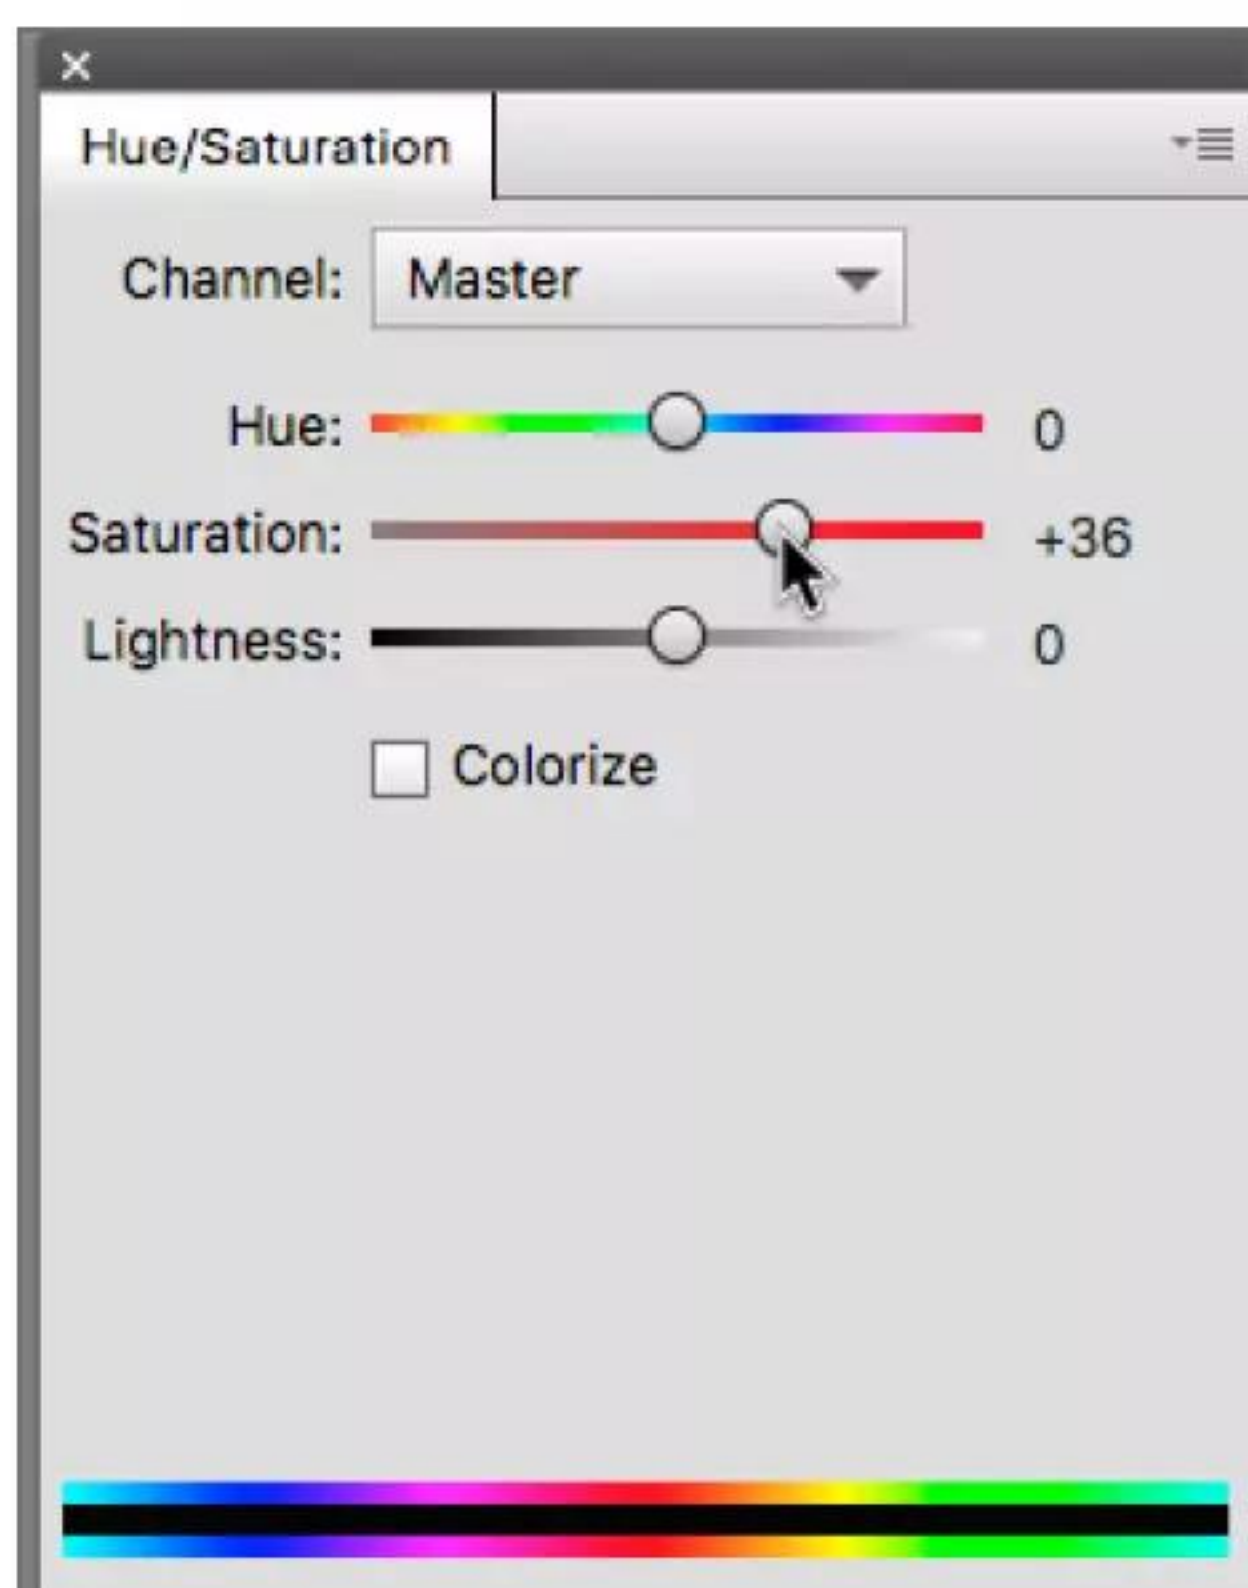 Hue/Saturation
Channel: Master
Hue: 0
Saturation: +36
Lightness: 0
Colorize